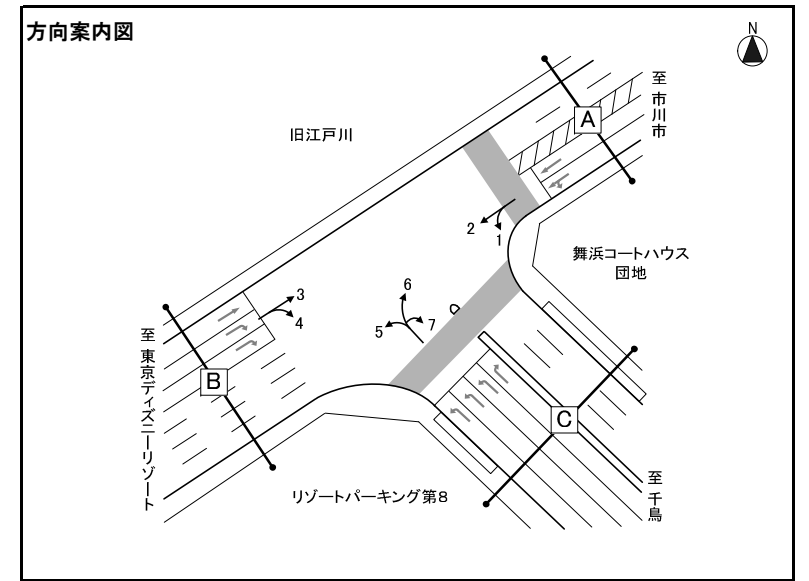 方向案内図
N
至市川市
A
旧江戸川
2
1
舞浜コートハウス
団地
3
4
6
5
7
至東京ディズニーリゾート
B
C
リゾートパーキング第8
至千鳥